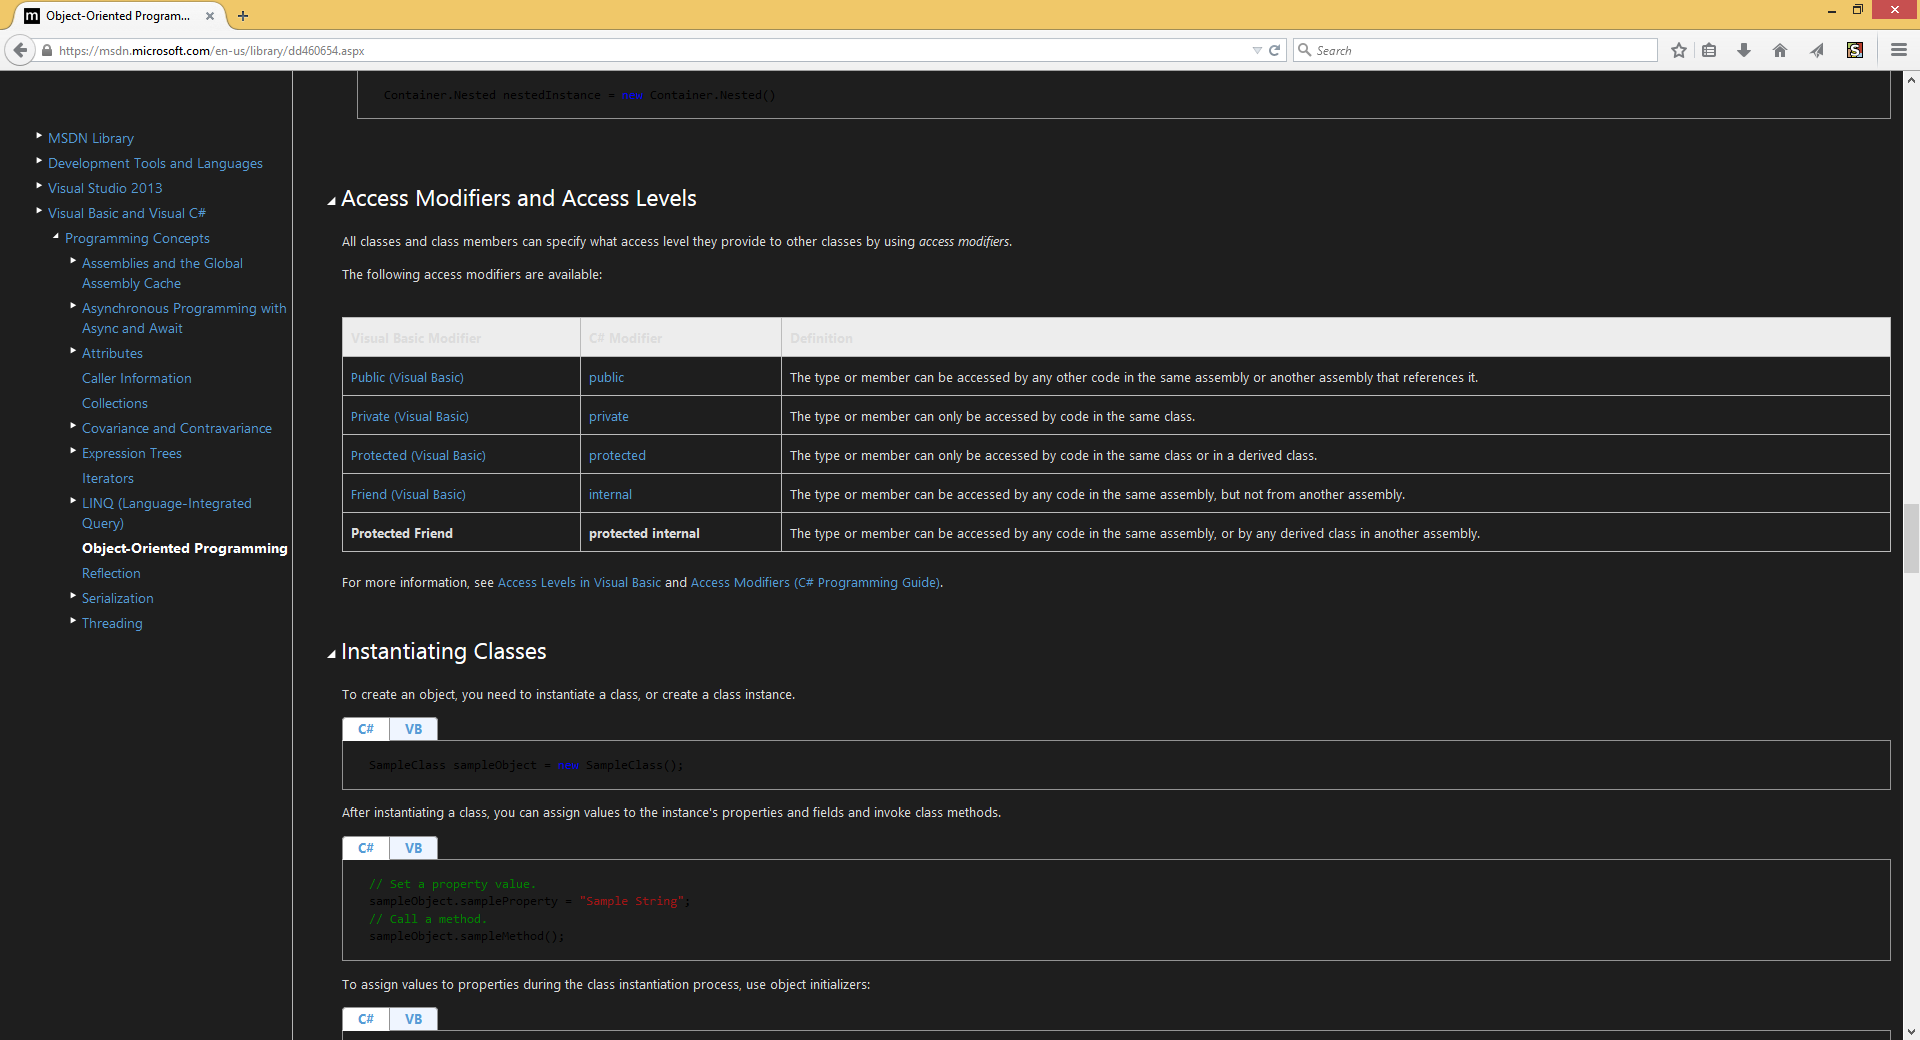 Object-Oriented Program...
https://msdn.microsoft.com/en-us/library/dd460654.aspx
Search
MSDN Library
Development Tools and Languages
Visual Studio 2013
Visual Basic and Visual C#
Programming Concepts
Assemblies and the Global
Assembly Cache
Asynchronous Programming with
Async and Await
Attributes
Caller Information
Collections
Covariance and Contravariance
Expression Trees
Iterators
LINQ (Language-Integrated
Query)
Object-Oriented Programming
Reflection
Serialization
Threading
Container.Nested nestedInstance = new Container.Nested()
Access Modifiers and Access Levels
All classes and class members can specify what access level they provide to other classes by using access modifiers.
The following access modifiers are available:
Visual Basic Modifier C# Modifier Definition
Public (Visual Basic) public The type or member can be accessed by any other code in the same assembly or another assembly that references it.
Private (Visual Basic) private The type or member can only be accessed by code in the same class.
Protected (Visual Basic) protected The type or member can only be accessed by code in the same class or in a derived class.
Friend (Visual Basic) internal The type or member can be accessed by any code in the same assembly, but not from another assembly.
Protected Friend protected internal The type or member can be accessed by any code in the same assembly, or by any derived class in another assembly.
For more information, see Access Levels in Visual Basic and Access Modifiers (C# Programming Guide).
Instantiating Classes
To create an object, you need to instantiate a class, or create a class instance.
C# VB
SampleClass sampleObject = new SampleClass();
After instantiating a class, you can assign values to the instance's properties and fields and invoke class methods.
C# VB
// Set a property value.
sampleObject.sampleProperty = "Sample String";
// Call a method.
sampleObject.sampleMethod();
To assign values to properties during the class instantiation process, use object initializers:
C# VB